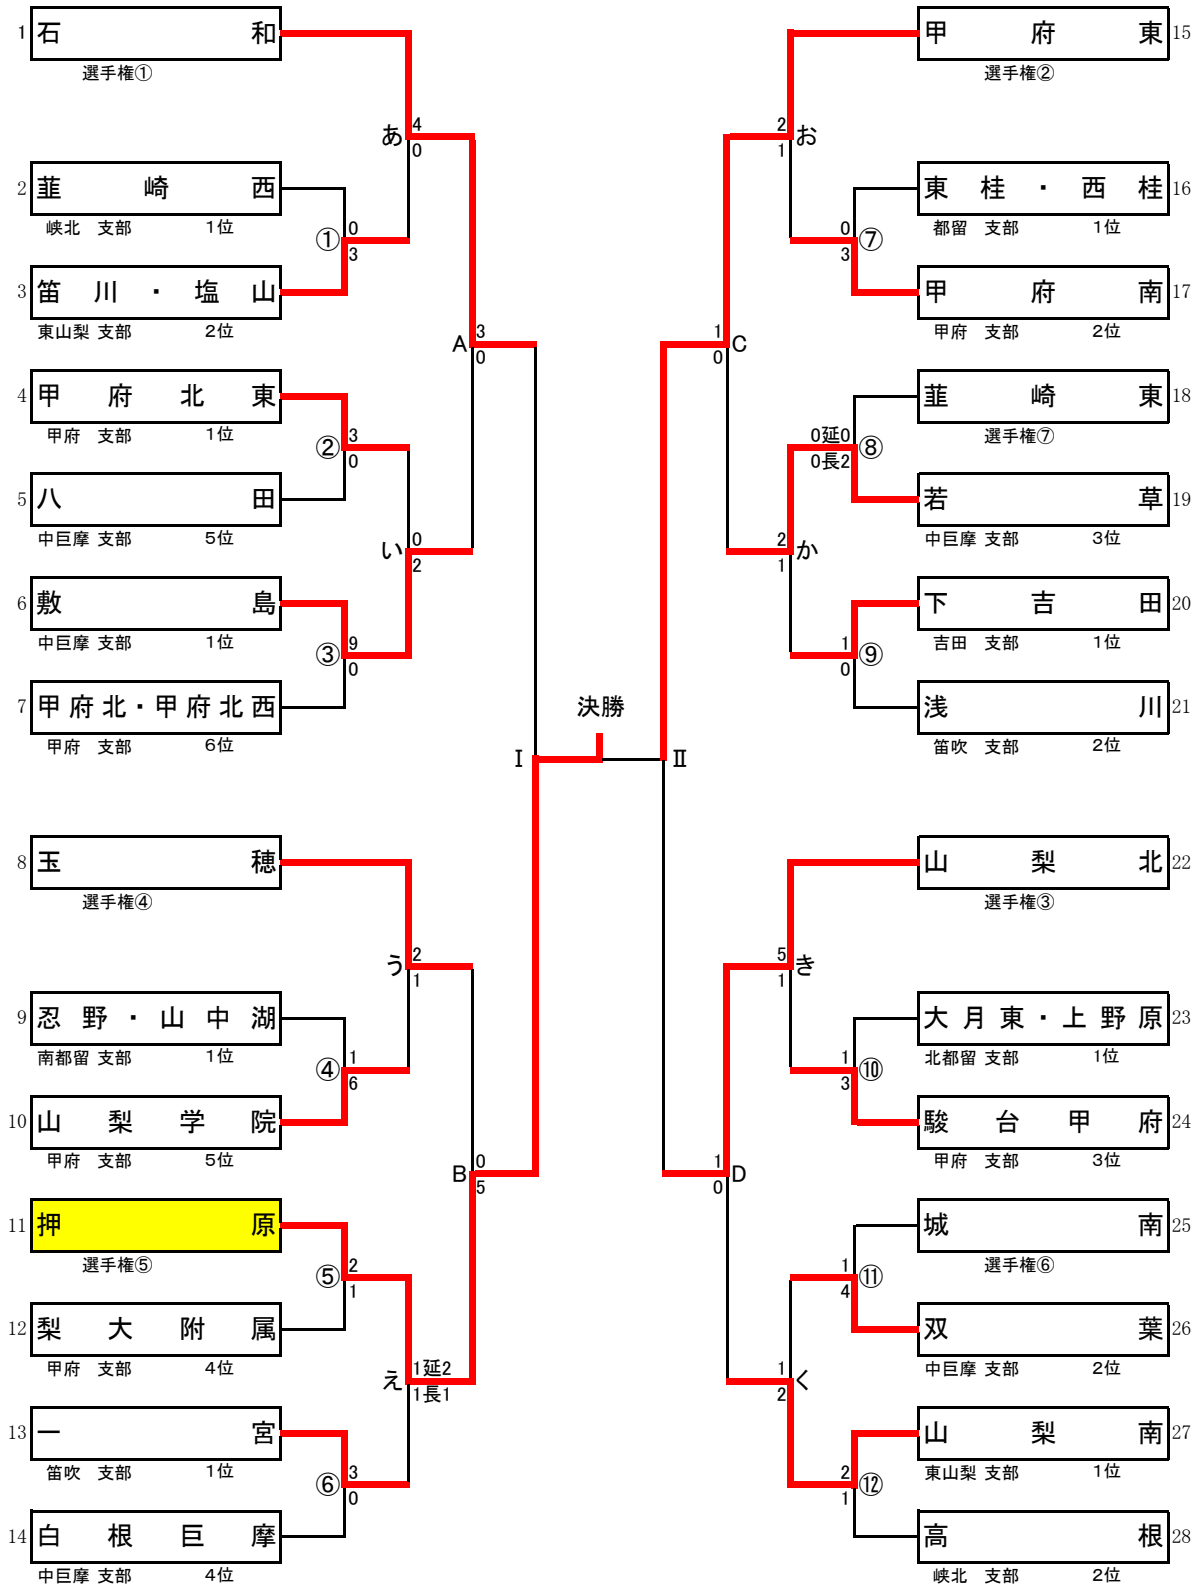 1 石和
選手権①
あ 4
0
2 韮崎西
峡北 支部 1位
① 0
3
3 笛川・塩山
東山梨 支部 2位
A 3
0
4 甲府北東
甲府 支部 1位
② 3
0
5 八田
中巨摩 支部 5位
い 0
2
6 敷島
中巨摩 支部 1位
③ 9
0
7 甲府北・甲府北西
甲府 支部 6位
決勝
Ⅰ
8 玉穂
選手権④
う 2
1
9 忍野・山中湖
南都留 支部 1位
④ 1
6
10 山梨学院
甲府 支部 5位
B 0
5
11 押原
選手権⑤
⑤ 2
1
12 梨大附属
甲府 支部 4位
え 1延2
1長1
13 一宮
笛吹 支部 1位
⑥ 3
0
14 白根巨摩
中巨摩 支部 4位
甲府東 15
選手権②
2 お
1
東桂・西桂 16
都留 支部 1位
0 ⑦
3
甲府南 17
甲府 支部 2位
1 C
0
韮崎東 18
選手権⑦
0延0 ⑧
0長2
若草 19
中巨摩 支部 3位
2 か
1
下吉田 20
吉田 支部 1位
1 ⑨
0
浅川 21
笛吹 支部 2位
Ⅱ
山梨北 22
選手権③
5 き
1
大月東・上野原 23
北都留 支部 1位
1 ⑩
3
駿台甲府 24
甲府 支部 3位
1 D
0
城南 25
選手権⑥
1 ⑪
4
双葉 26
中巨摩 支部 2位
1 く
2
山梨南 27
東山梨 支部 1位
2 ⑫
1
高根 28
峡北 支部 2位